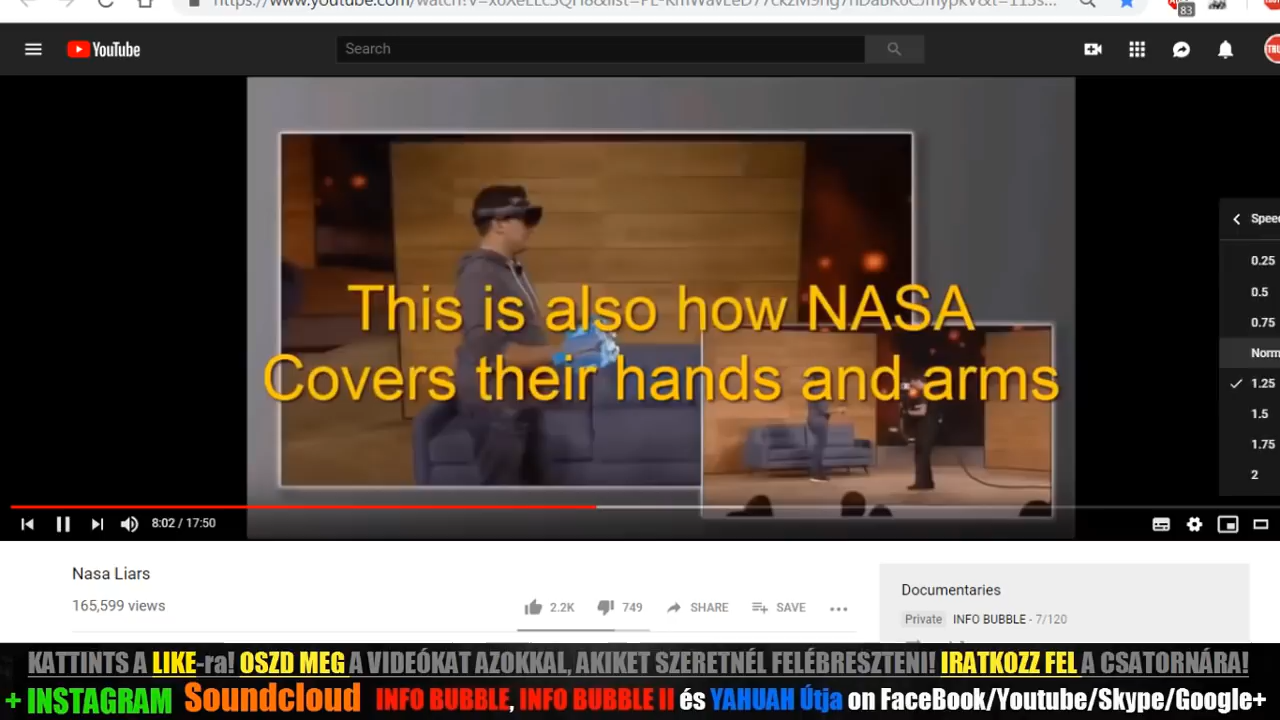 YouTube
Search
83
This is also how NASA
Covers their hands and arms
0.25
0.5
0.75
1.25
1.5
1.75
2
8:02 / 17:50
Nasa Liars
165,599 views
2.2K
749
SHARE
SAVE
Documentaries
Private INFO BUBBLE - 7/120
KATTINTS A LIKE-ra! OSZD MEG A VIDEÓKAT AZOKKAL, AKIKET SZERETNÉL FELÉBRESZTENI! IRATKOZZ FEL A CSATORNÁRA!
+ INSTAGRAM Soundcloud INFO BUBBLE, INFO BUBBLE II és YAHUAH Útja on FaceBook/Youtube/Skype/Google+